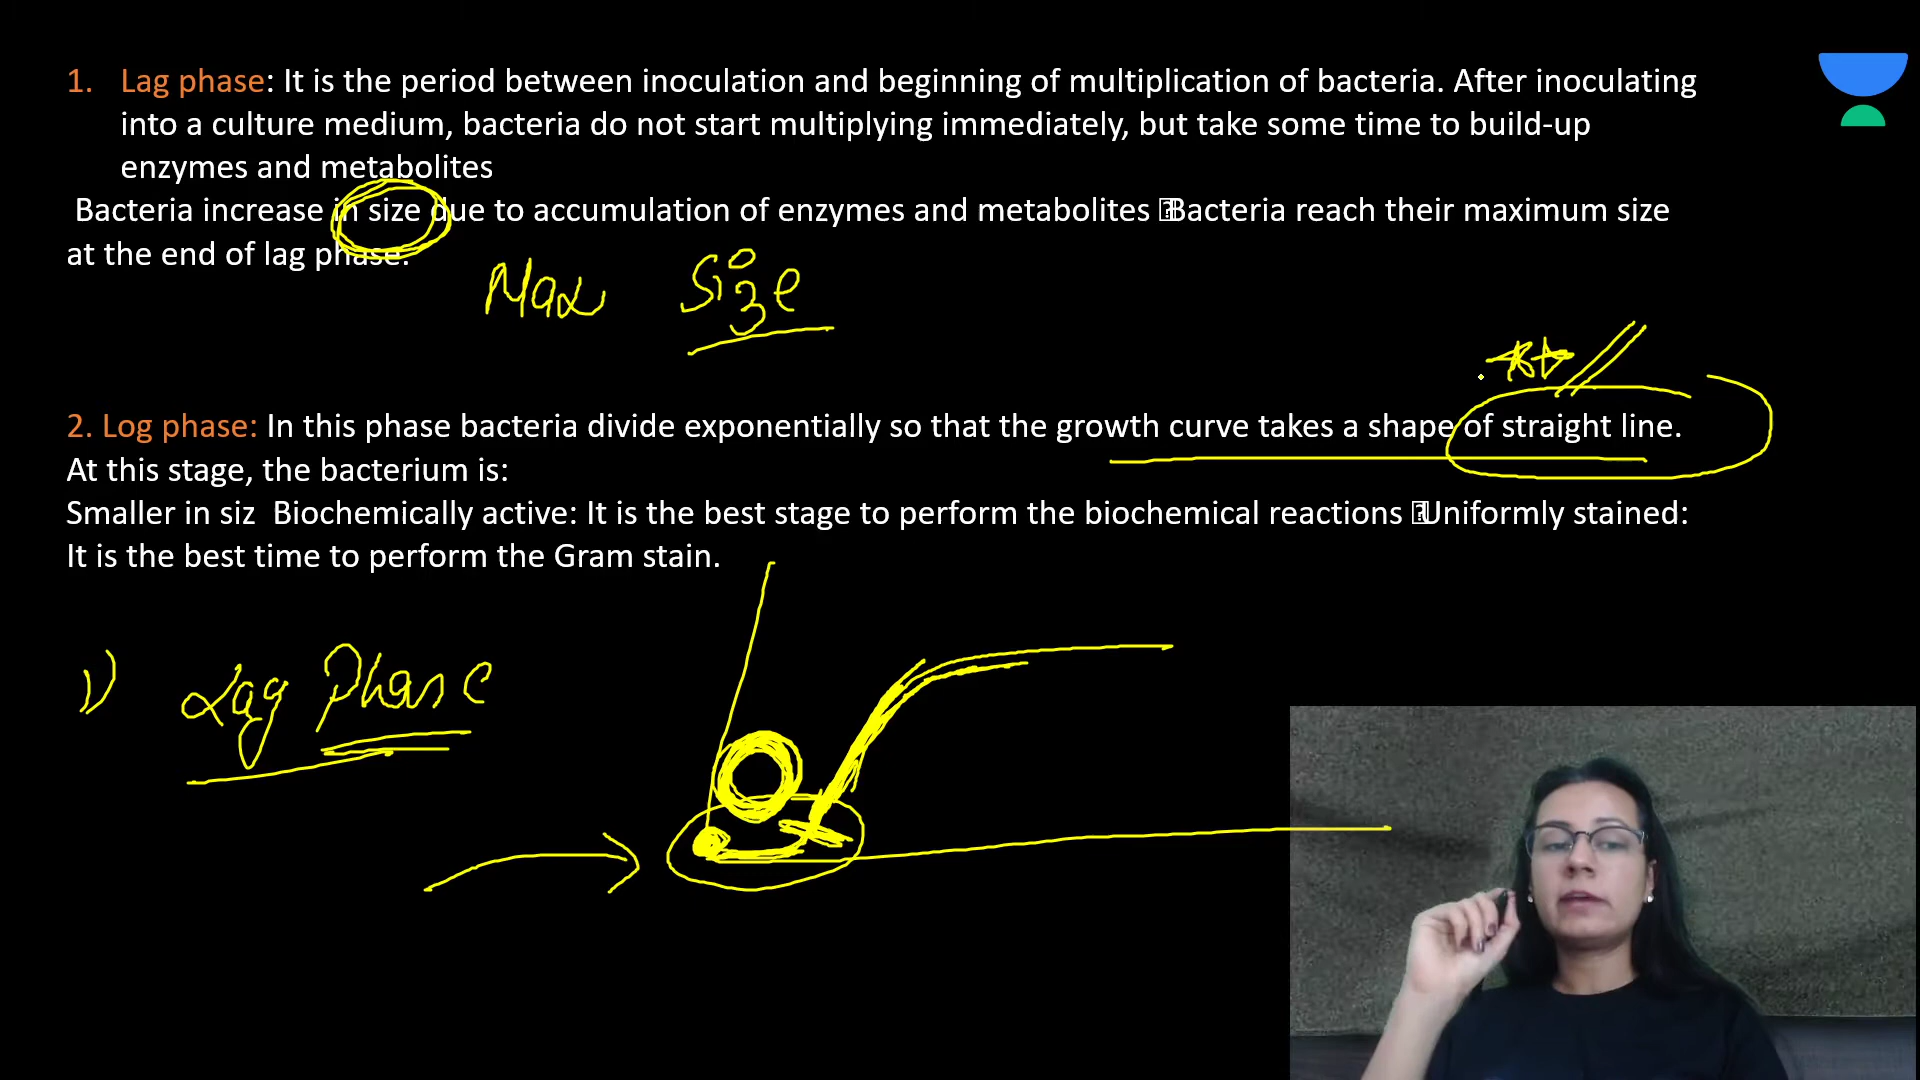 1. Lag phase: It is the period between inoculation and beginning of multiplication of bacteria. After inoculating
into a culture medium, bacteria do not start multiplying immediately, but take some time to build-up
enzymes and metabolites
Bacteria increase in size due to accumulation of enzymes and metabolites Bacteria reach their maximum size
at the end of lag phase.
Max Size
2. Log phase: In this phase bacteria divide exponentially so that the growth curve takes a shape of straight line.
At this stage, the bacterium is:
Smaller in siz Biochemically active: It is the best stage to perform the biochemical reactions Uniformly stained:
It is the best time to perform the Gram stain.
1) Lag Phase